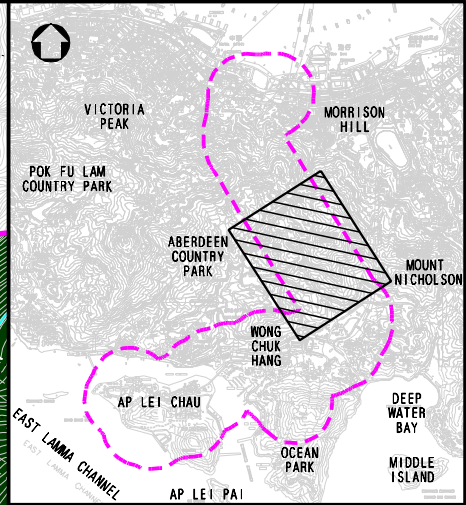 VICTORIA
PEAK
MORRISON
HILL
POK FU LAM
COUNTRY PARK
ABERDEEN
COUNTRY
PARK
MOUNT
NICHOLSON
WONG
CHUK
HANG
AP LEI CHAU
DEEP
WATER
BAY
EAST LAMMA CHANNEL
OCEAN
PARK
MIDDLE
ISLAND
AP LEI PAI